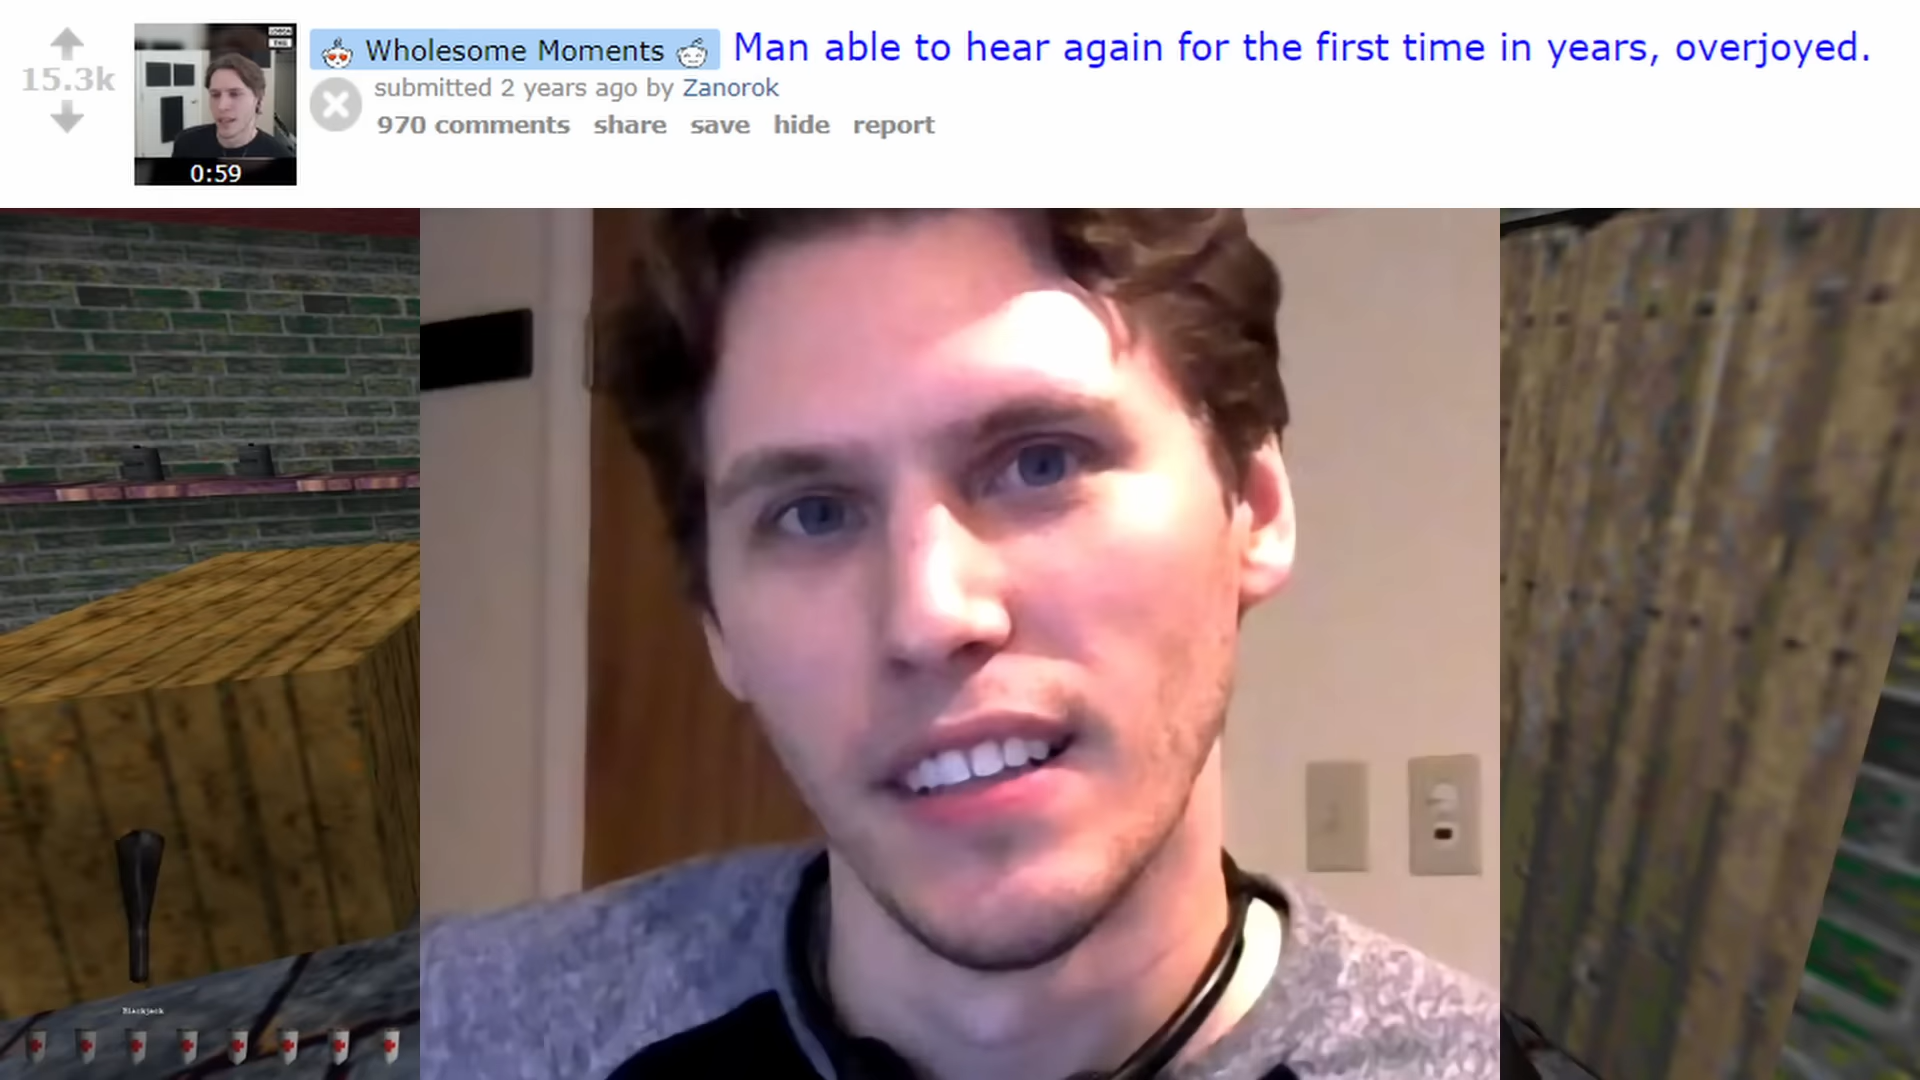 15.3k
Wholesome Moments Man able to hear again for the first time in years, overjoyed.
submitted 2 years ago by Zanorok
970 comments share save hide report
0:59
Blackjack